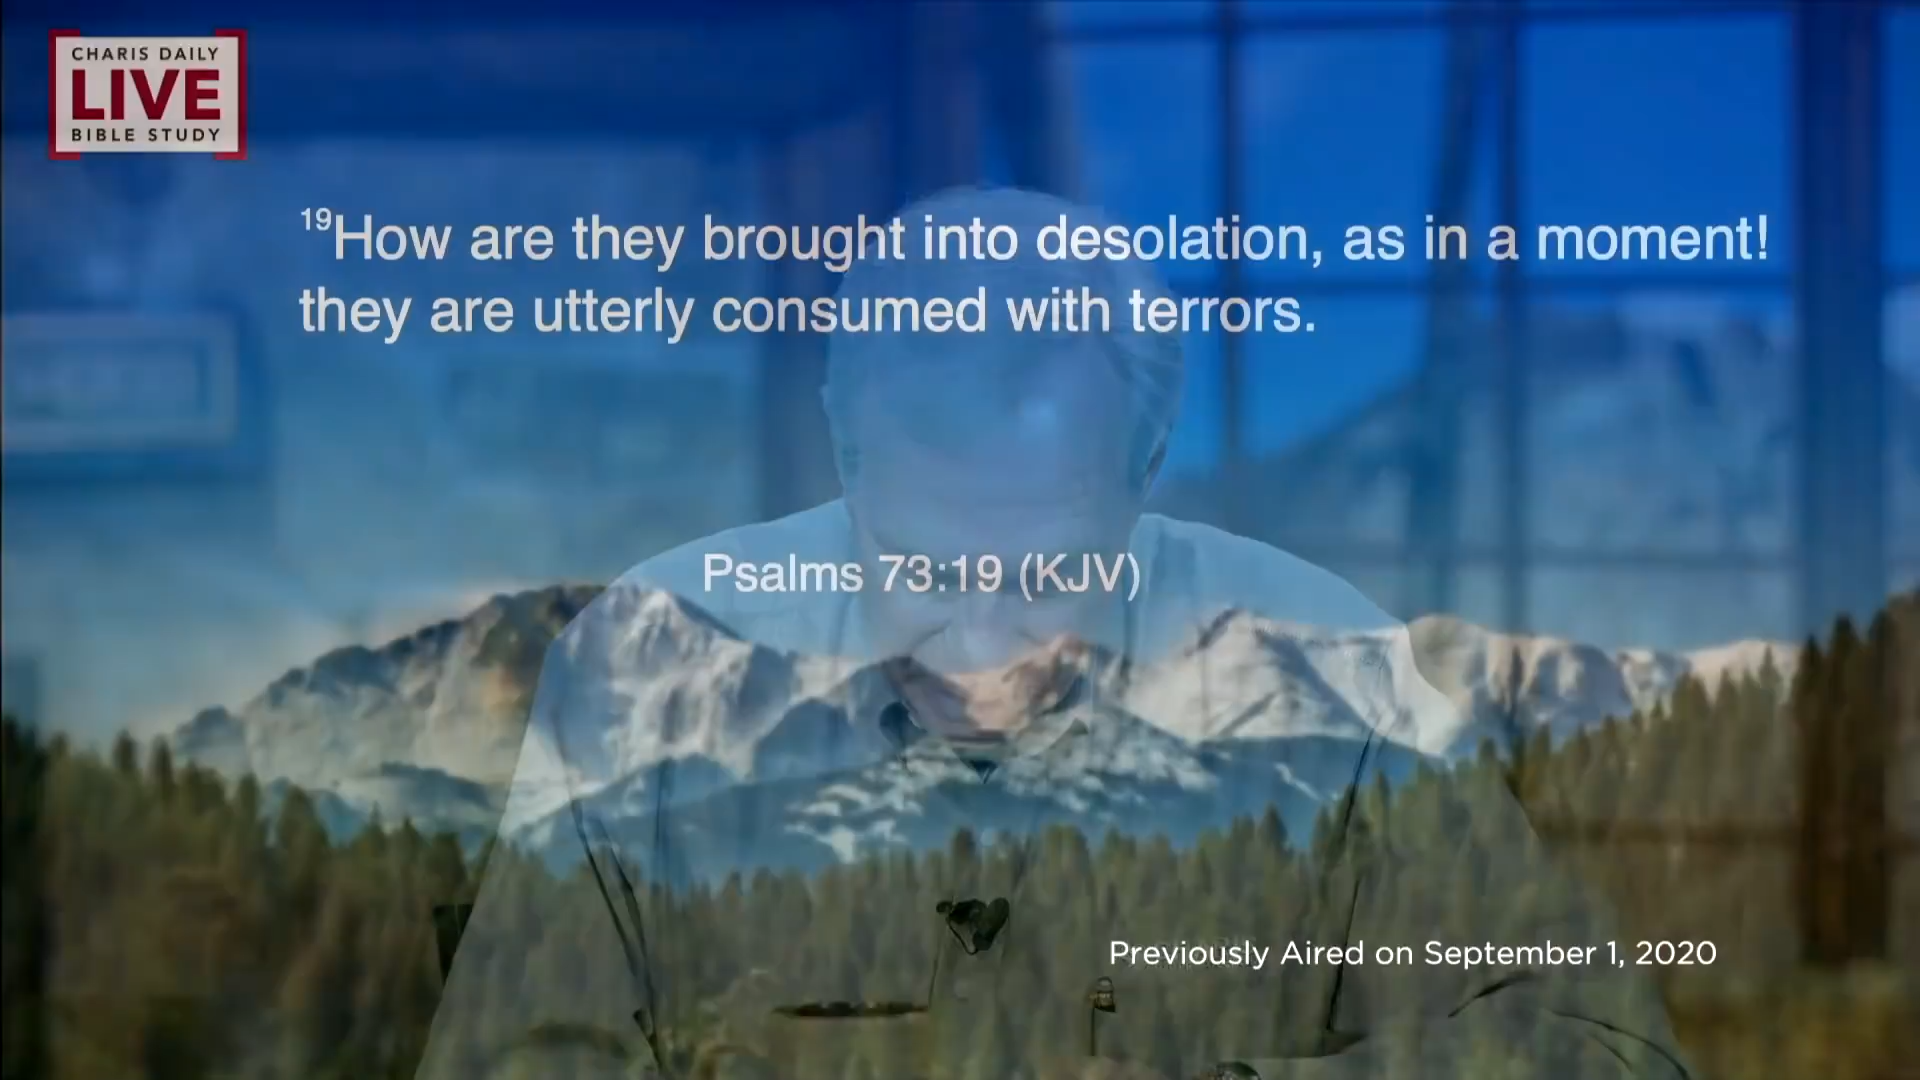 CHARIS DAILY
LIVE
BIBLE STUDY
19How are they brought into desolation, as in a moment!
they are utterly consumed with terrors.
Psalms 73:19 (KJV)
Previously Aired on September 1, 2020